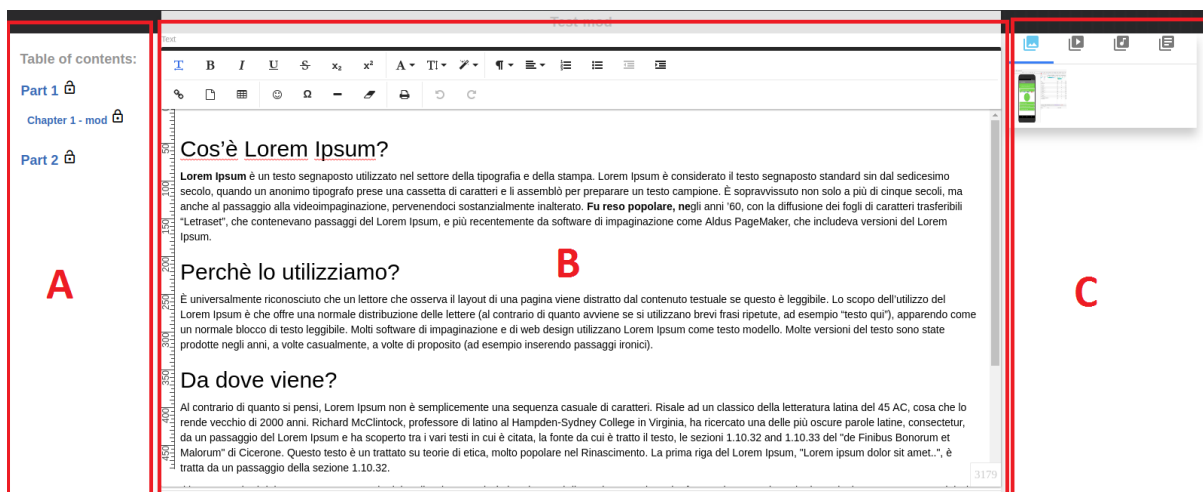 Test mod
Text
Table of contents:
Part 1
Chapter 1 - mod
Part 2
A
Cos’è Lorem Ipsum?
Lorem Ipsum è un testo segnaposto utilizzato nel settore della tipografia e della stampa. Lorem Ipsum è considerato il testo segnaposto standard sin dal sedicesimo
secolo, quando un anonimo tipografo prese una cassetta di caratteri e li assemblò per preparare un testo campione. È sopravvissuto non solo a più di cinque secoli, ma
anche al passaggio alla videoimpaginazione, pervenendoci sostanzialmente inalterato. Fu reso popolare, negli anni ’60, con la diffusione dei fogli di caratteri trasferibili
“Letraset”, che contenevano passaggi del Lorem Ipsum, e più recentemente da software di impaginazione come Aldus PageMaker, che includeva versioni del Lorem
Ipsum.
B
Perchè lo utilizziamo?
È universalmente riconosciuto che un lettore che osserva il layout di una pagina viene distratto dal contenuto testuale se questo è leggibile. Lo scopo dell’utilizzo del
Lorem Ipsum è che offre una normale distribuzione delle lettere (al contrario di quanto avviene se si utilizzano brevi frasi ripetute, ad esempio “testo qui”), apparendo come
un normale blocco di testo leggibile. Molti software di impaginazione e di web design utilizzano Lorem Ipsum come testo modello. Molte versioni del testo sono state
prodotte negli anni, a volte casualmente, a volte di proposito (ad esempio inserendo passaggi ironici).
Da dove viene?
Al contrario di quanto si pensi, Lorem Ipsum non è semplicemente una sequenza casuale di caratteri. Risale ad un classico della letteratura latina del 45 AC, cosa che lo
rende vecchio di 2000 anni. Richard McClintock, professore di latino al Hampden-Sydney College in Virginia, ha ricercato una delle più oscure parole latine, consectetur,
da un passaggio del Lorem Ipsum e ha scoperto tra i vari testi in cui è citata, la fonte da cui è tratto il testo, le sezioni 1.10.32 and 1.10.33 del "de Finibus Bonorum et
Malorum" di Cicerone. Questo testo è un trattato su teorie di etica, molto popolare nel Rinascimento. La prima riga del Lorem Ipsum, "Lorem ipsum dolor sit amet..", è
tratta da un passaggio della sezione 1.10.32.
3179
50
100
150
200
250
300
350
400
450
C